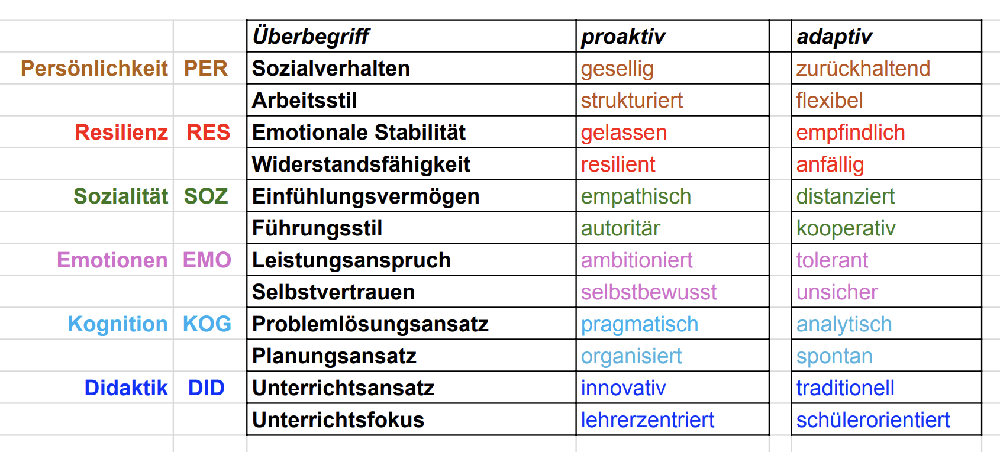 Überbegriff proaktiv adaptiv
Persönlichkeit PER Sozialverhalten gesellig zurückhaltend
Arbeitsstil strukturiert flexibel
Resilienz RES Emotionale Stabilität gelassen empfindlich
Widerstandsfähigkeit resilient anfällig
Sozialität SOZ Einfühlungsvermögen empathisch distanziert
Führungsstil autoritär kooperativ
Emotionen EMO Leistungsanspruch ambitioniert tolerant
Selbstvertrauen selbstbewusst unsicher
Kognition KOG Problemlösungsansatz pragmatisch analytisch
Planungsansatz organisiert spontan
Didaktik DID Unterrichtsansatz innovativ traditionell
Unterrichtsfokus lehrerzentriert schülerorientiert